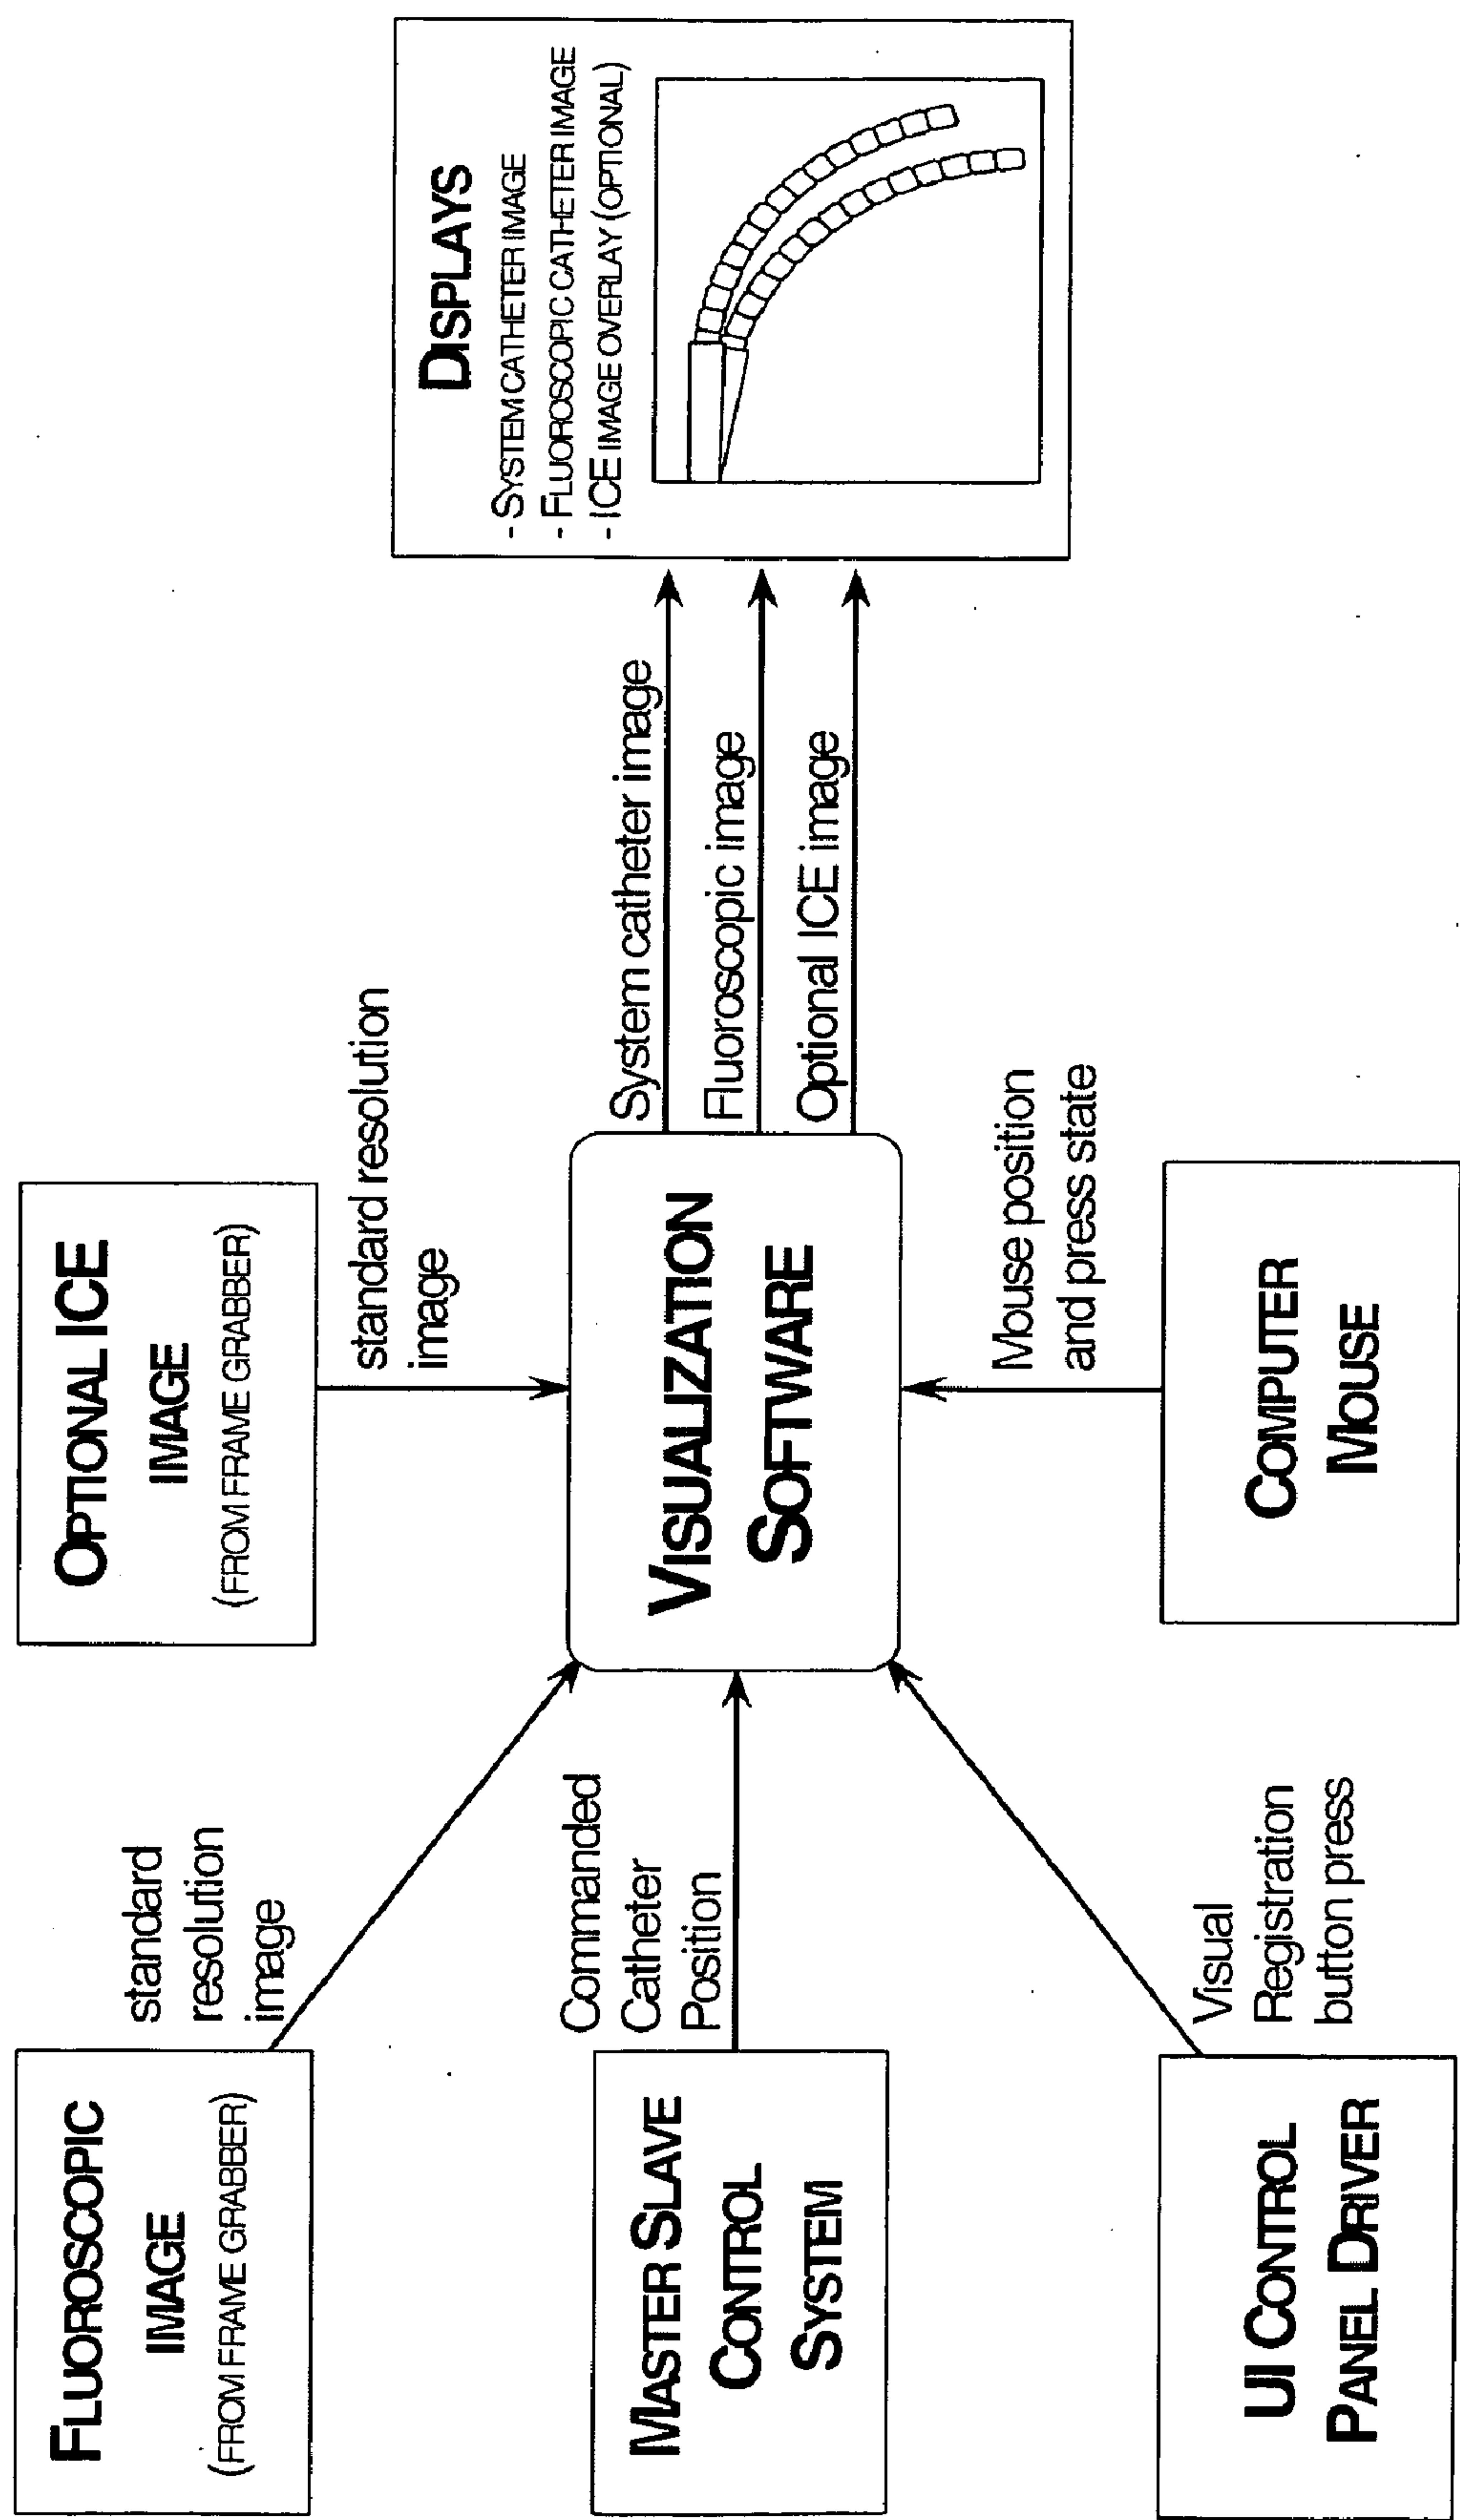 FLUOROSCOPIC
IMAGE
(FROM FRAME GRABBER)
standard
resolution
image
OPTIONAL ICE
IMAGE
(FROM FRAME GRABBER)
standard resolution
image
MASTER SLAVE
CONTROL
SYSTEM
Commanded
Catheter
Position
VISUALIZATION
SOFTWARE
System catheter image
Fluoroscopic image
Optional ICE image
DISPLAYS
- SYSTEM CATHETER IMAGE
- FLUOROSCOPIC CATHETER IMAGE
- ICE IMAGE OVERLAY (OPTIONAL)
UI CONTROL
PANEL DRIVER
Visual
Registration
button press
COMPUTER
MOUSE
Mouse position
and press state